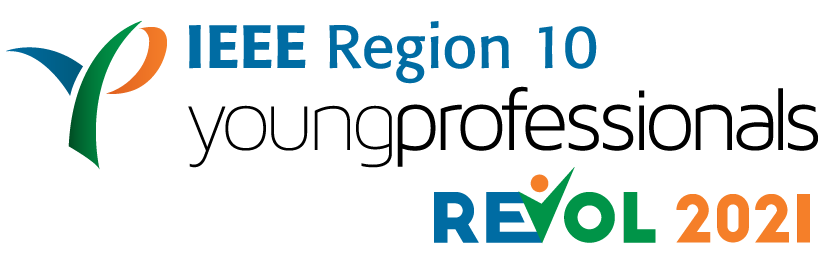 IEEE Region 10
youngprofessionals
REVOL 2021